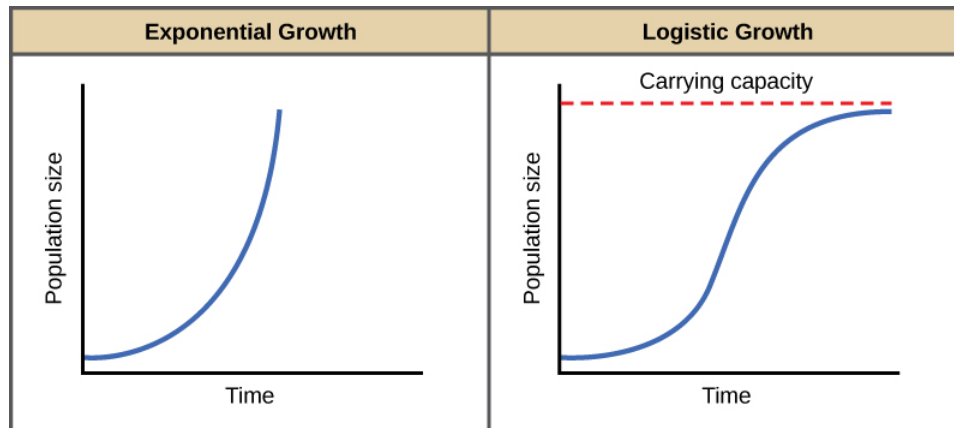 Exponential Growth
Population size
Time
Logistic Growth
Carrying capacity
Population size
Time